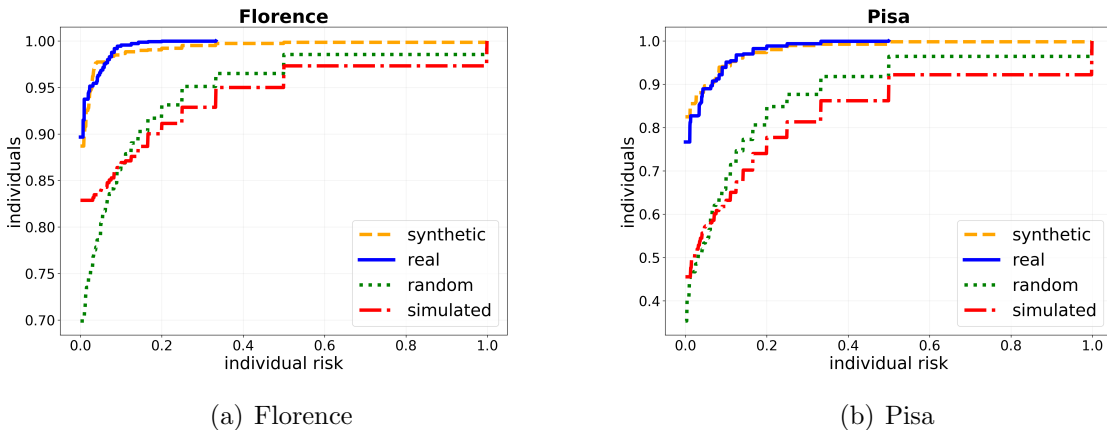 Florence
1.00
0.95
0.90
0.85
0.80
0.75
0.70
individuals
synthetic
real
random
simulated
0.0 0.2 0.4 0.6 0.8 1.0
individual risk
(a) Florence
Pisa
1.0
0.9
0.8
0.7
0.6
0.5
0.4
individuals
synthetic
real
random
simulated
0.0 0.2 0.4 0.6 0.8 1.0
individual risk
(b) Pisa